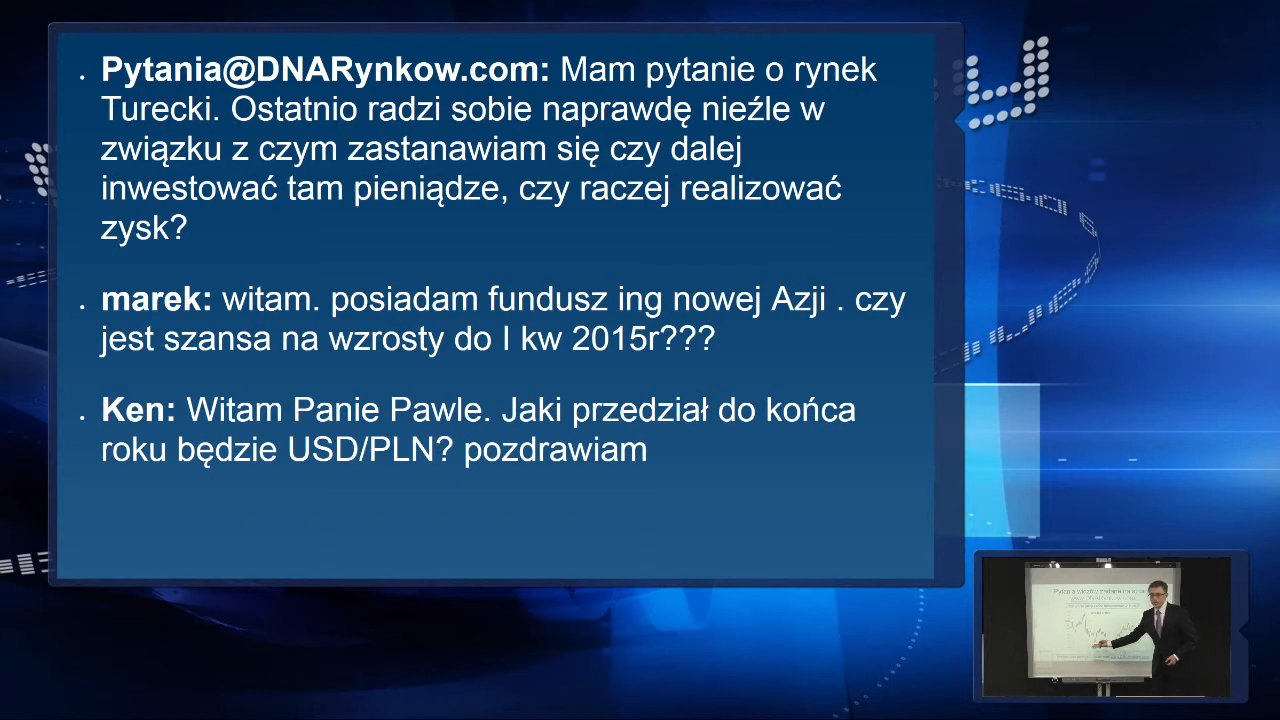 Pytania@DNARynkow.com: Mam pytanie o rynek
Turecki. Ostatnio radzi sobie naprawdę nieźle w
związku z czym zastanawiam się czy dalej
inwestować tam pieniądze, czy raczej realizować
zysk?
marek: witam. posiadam fundusz ing nowej Azji . czy
jest szansa na wzrosty do I kw 2015r???
Ken: Witam Panie Pawle. Jaki przedział do końca
roku będzie USD/PLN? pozdrawiam